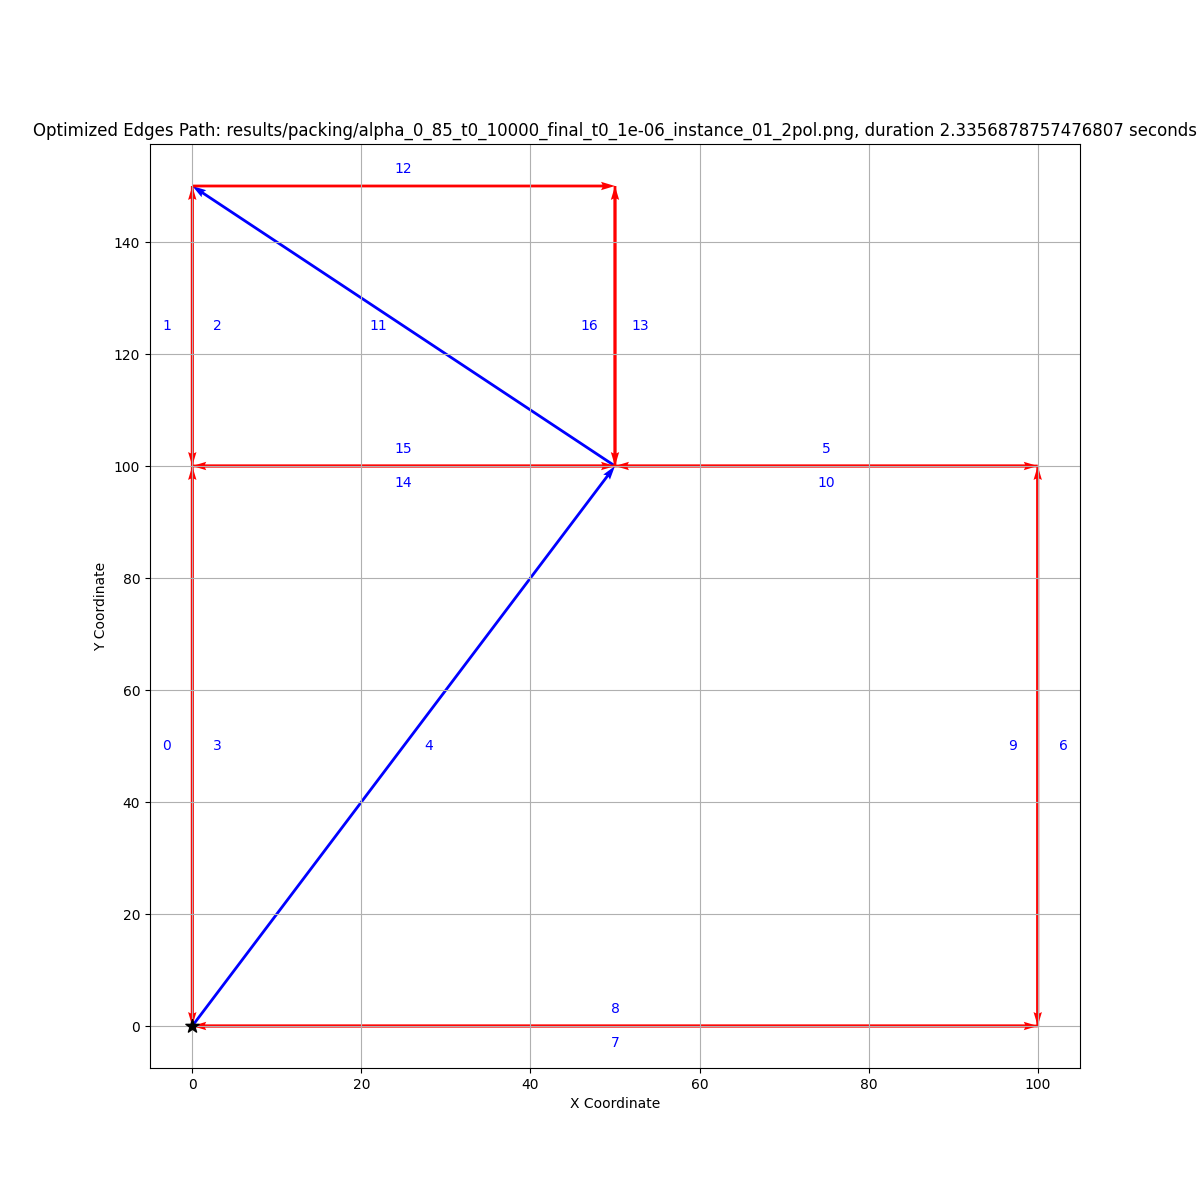 Optimized Edges Path: results/packing/alpha_0_85_t0_10000_final_t0_1e-06_instance_01_2pol.png, duration 2.3356878757476807 seconds
12
140
1 2 11 16 13
120
15 5
100
14 10
80
Y Coordinate
60
0 3 4 9 6
40
20
8
0
7
0 20 40 60 80 100
X Coordinate